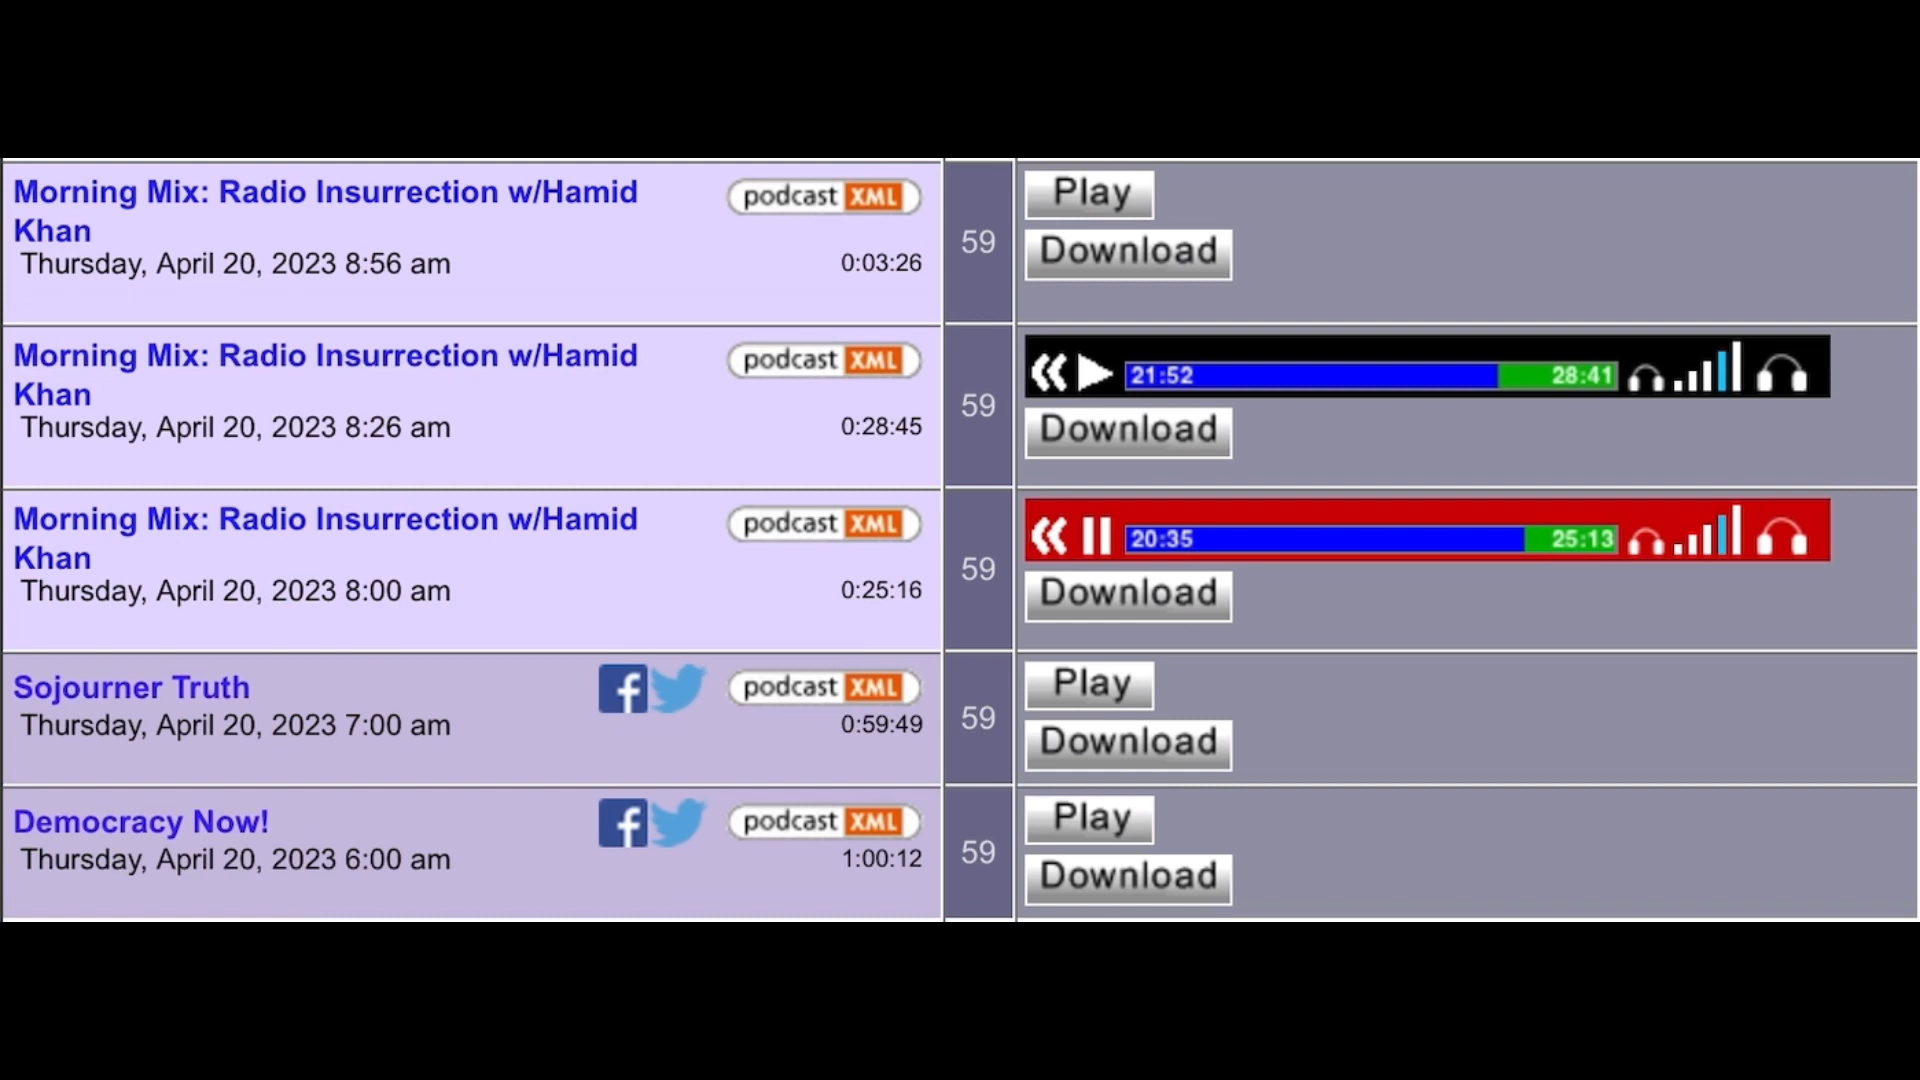 Morning Mix: Radio Insurrection w/Hamid
Khan
podcast XML
Thursday, April 20, 2023 8:56 am
0:03:26
59
Play
Download
Morning Mix: Radio Insurrection w/Hamid
Khan
podcast XML
Thursday, April 20, 2023 8:26 am
0:28:45
59
21:52
28:41
Download
Morning Mix: Radio Insurrection w/Hamid
Khan
podcast XML
Thursday, April 20, 2023 8:00 am
0:25:16
59
20:35
25:13
Download
Sojourner Truth
f
podcast XML
Thursday, April 20, 2023 7:00 am
0:59:49
59
Play
Download
Democracy Now!
f
podcast XML
Thursday, April 20, 2023 6:00 am
1:00:12
59
Play
Download